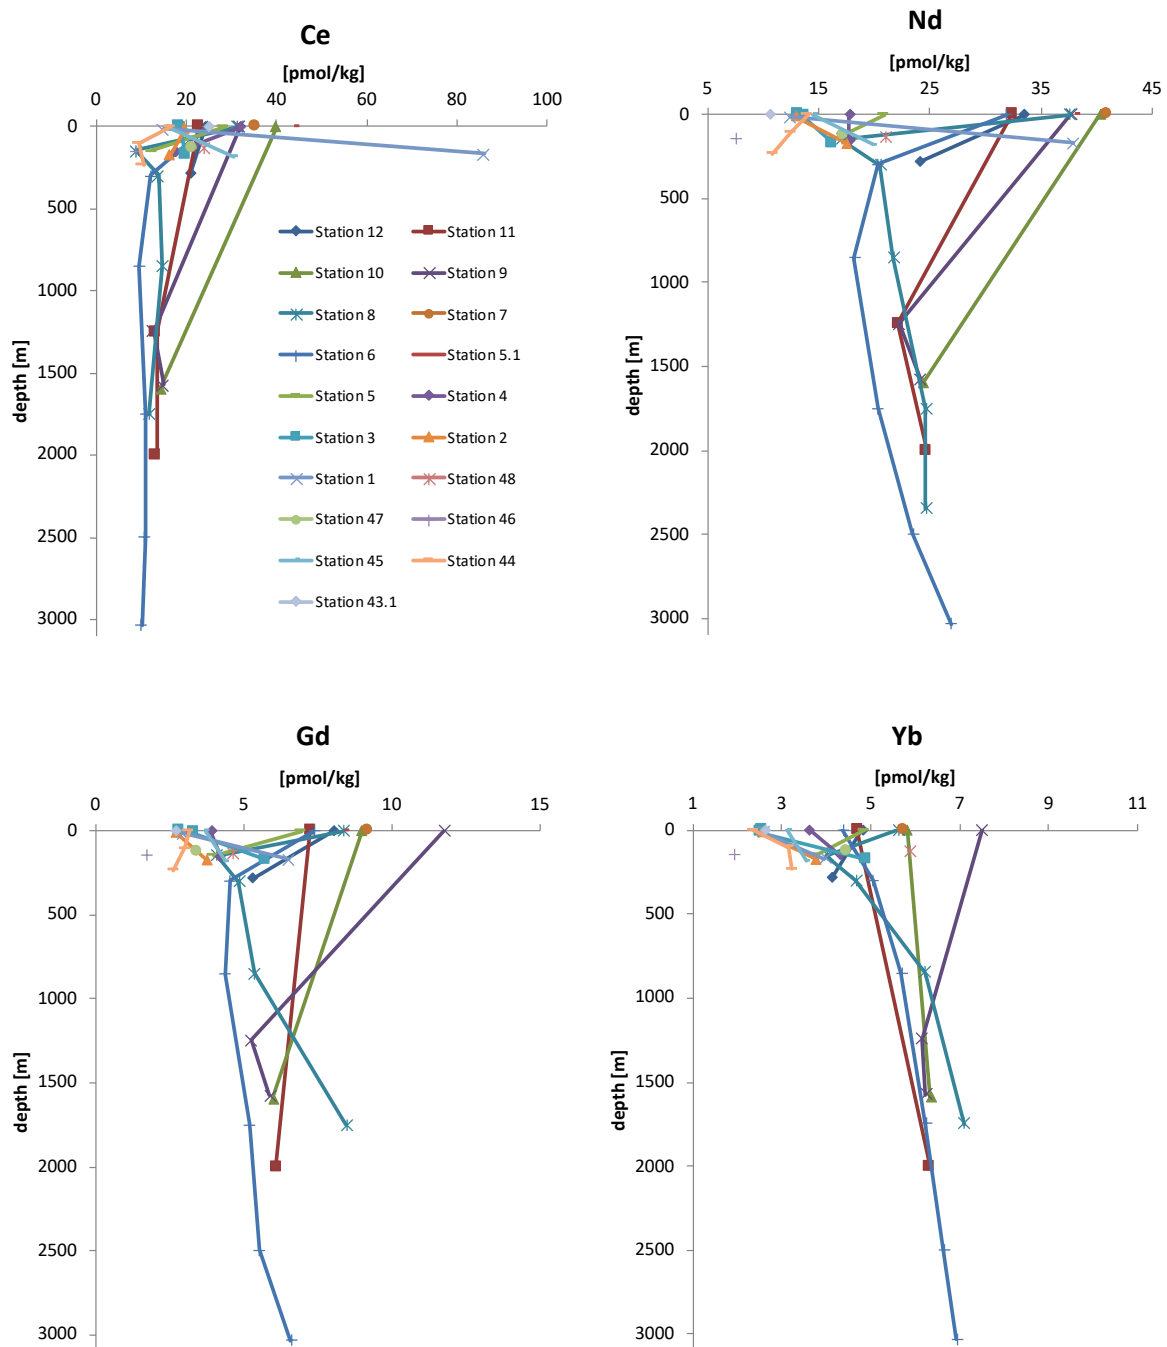 Ce
[pmol/kg]
0 20 40 60 80 100
0
500
1000
1500
2000
2500
3000
depth [m]
Station 12 Station 11
Station 10 Station 9
Station 8 Station 7
Station 6 Station 5.1
Station 5 Station 4
Station 3 Station 2
Station 1 Station 48
Station 47 Station 46
Station 45 Station 44
Station 43.1
Nd
[pmol/kg]
5 15 25 35 45
0
500
1000
1500
2000
2500
3000
depth [m]
Gd
[pmol/kg]
0 5 10 15
0
500
1000
1500
2000
2500
3000
depth [m]
Yb
[pmol/kg]
1 3 5 7 9 11
0
500
1000
1500
2000
2500
3000
depth [m]